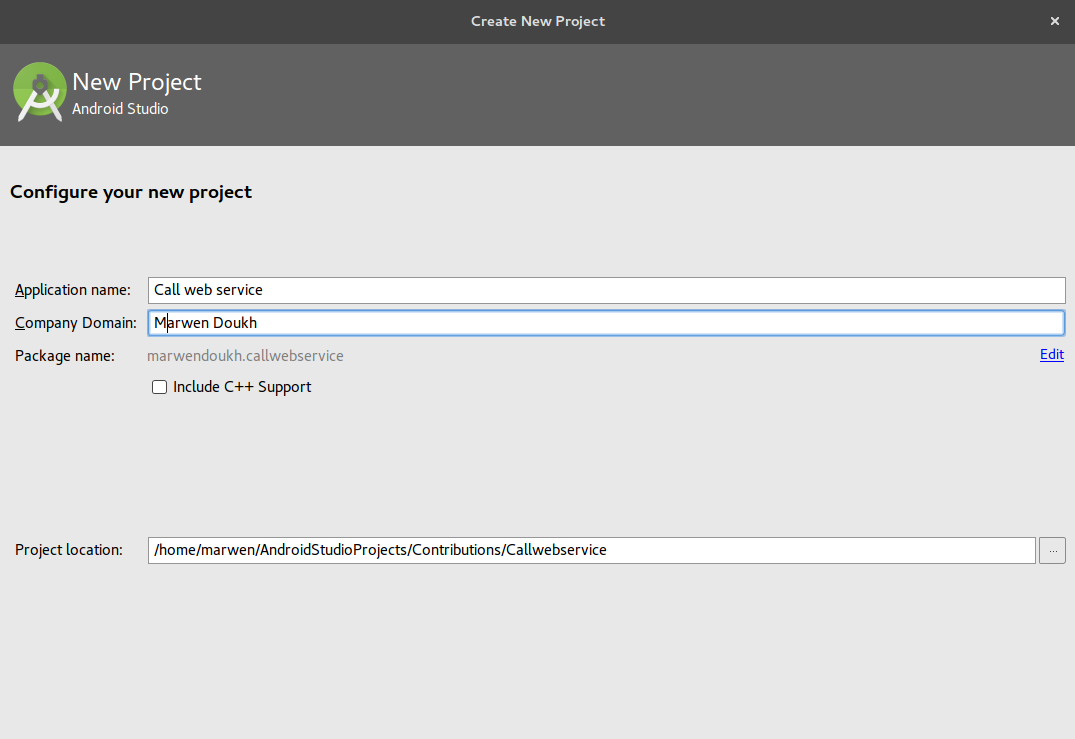 Create New Project
×
New Project
Android Studio
Configure your new project
Application name: Call web service
Company Domain: Marwen Doukh
Package name: marwendoukh.callwebservice Edit
Include C++ Support
Project location: /home/marwen/AndroidStudioProjects/Contributions/Callwebservice ...